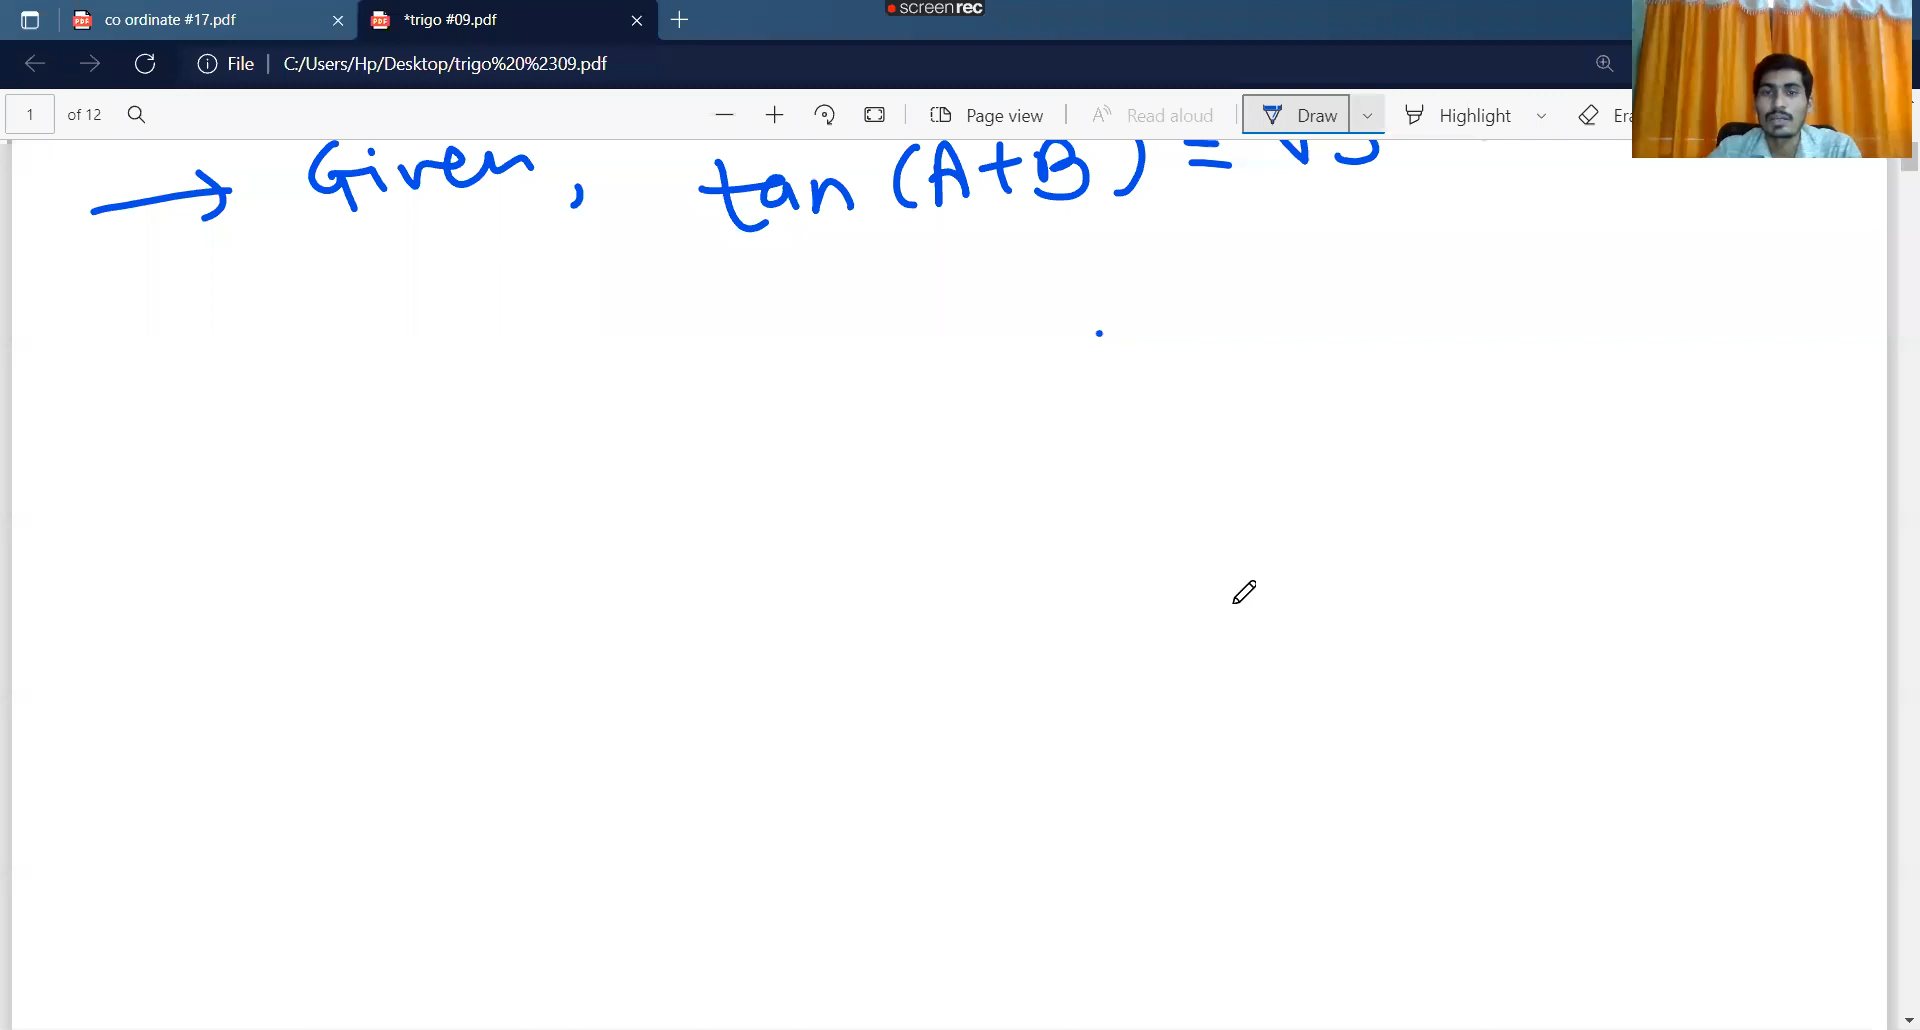 co ordinate #17.pdf
*trigo #09.pdf
screenrec
File
C:/Users/Hp/Desktop/trigo%20%2309.pdf
1 of 12
Page view
Read aloud
Draw
Highlight
Given, tan (A+B) = √3